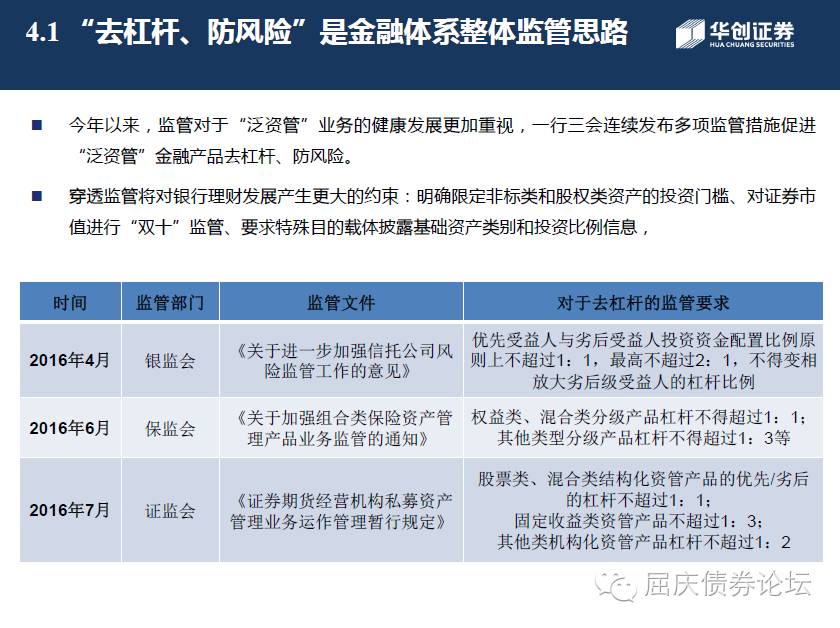 4.1 “去杠杆、防风险”是金融体系整体监管思路
华创证券
HUA CHUANG SECURITIES
■ 今年以来，监管对于“泛资管”业务的健康发展更加重视，一行三会连续发布多项监管措施促进
“泛资管”金融产品去杠杆、防风险。
■ 穿透监管将对银行理财发展产生更大的约束：明确限定非标类和股权类资产的投资门槛、对证券市
值进行“双十”监管、要求特殊目的载体披露基础资产类别和投资比例信息，
时间 监管部门 监管文件 对于去杠杆的监管要求
2016年4月 银监会
《关于进一步加强信托公司风
险监管工作的意见》
优先受益人与劣后受益人投资资金配置比例原
则上不超过1：1，最高不超过2：1，不得变相
放大劣后级受益人的杠杆比例
2016年6月 保监会
《关于加强组合类保险资产管
理产品业务监管的通知》
权益类、混合类分级产品杠杆不得超过1：1；
其他类型分级产品杠杆不得超过1：3等
2016年7月 证监会
《证券期货经营机构私募资产
管理业务运作管理暂行规定》
股票类、混合类结构化资管产品的优先/劣后
的杠杆不超过1：1；
固定收益类资管产品不超过1：3；
其他类机构化资管产品杠杆不超过1：2
屈庆债券论坛